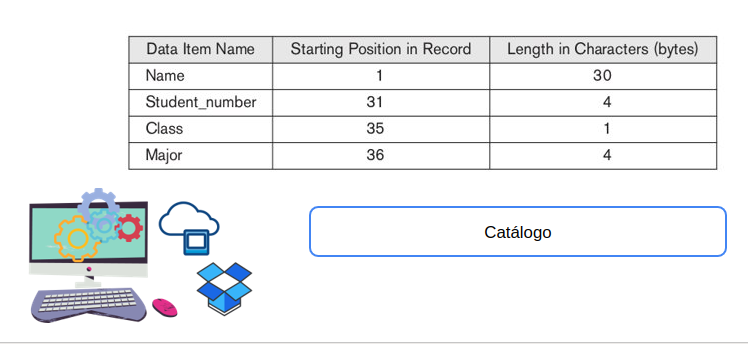 Data Item Name Starting Position in Record Length in Characters (bytes)
Name 1 30
Student_number 31 4
Class 35 1
Major 36 4
Catálogo